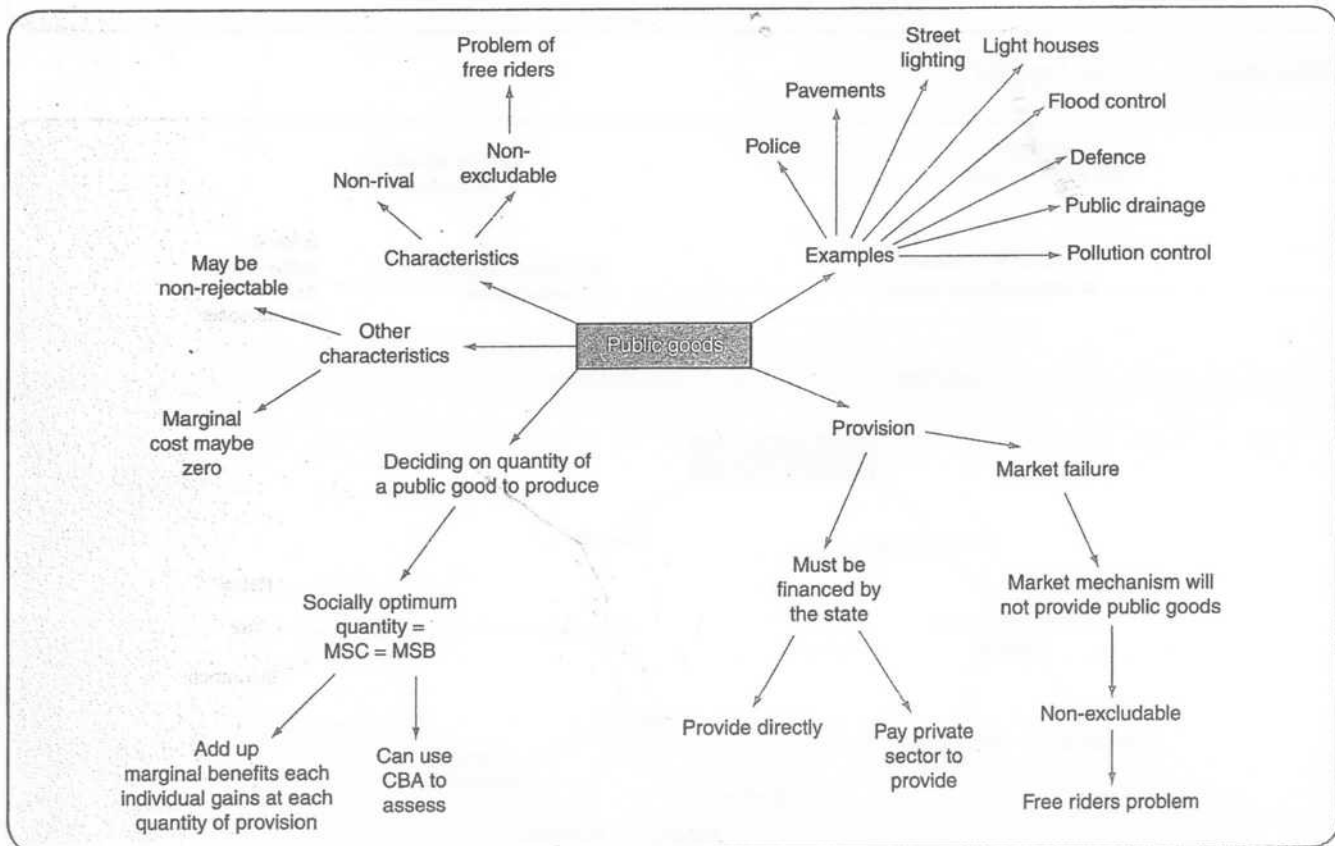 Problem of
free riders
Non-
excludable
Non-rival
Characteristics
May be
non-rejectable
Other
characteristics
Marginal
cost maybe
zero
Public goods
Street
lighting
Light houses
Pavements
Flood control
Police
Defence
Public drainage
Examples
Pollution control
Deciding on quantity of
a public good to produce
Socially optimum
quantity =
MSC = MSB
Add up
marginal benefits each
individual gains at each
quantity of provision
Can use
CBA to
assess
Provision
Market failure
Must be
financed by
the state
Market mechanism will
not provide public goods
Provide directly
Pay private
sector to
provide
Non-excludable
Free riders problem